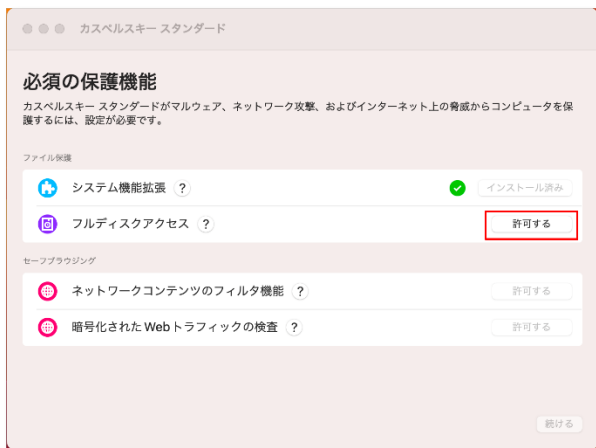 カスペルスキー スタンダード
必須の保護機能
カスペルスキー スタンダードがマルウェア、ネットワーク攻撃、およびインターネット上の脅威からコンピュータを保
護するには、設定が必要です。
ファイル保護
システム機能拡張 ? インストール済み
フルディスクアクセス ? 許可する
セーフブラウジング
ネットワークコンテンツのフィルタ機能 ? 許可する
暗号化された Web トラフィックの検査 ? 許可する
続ける